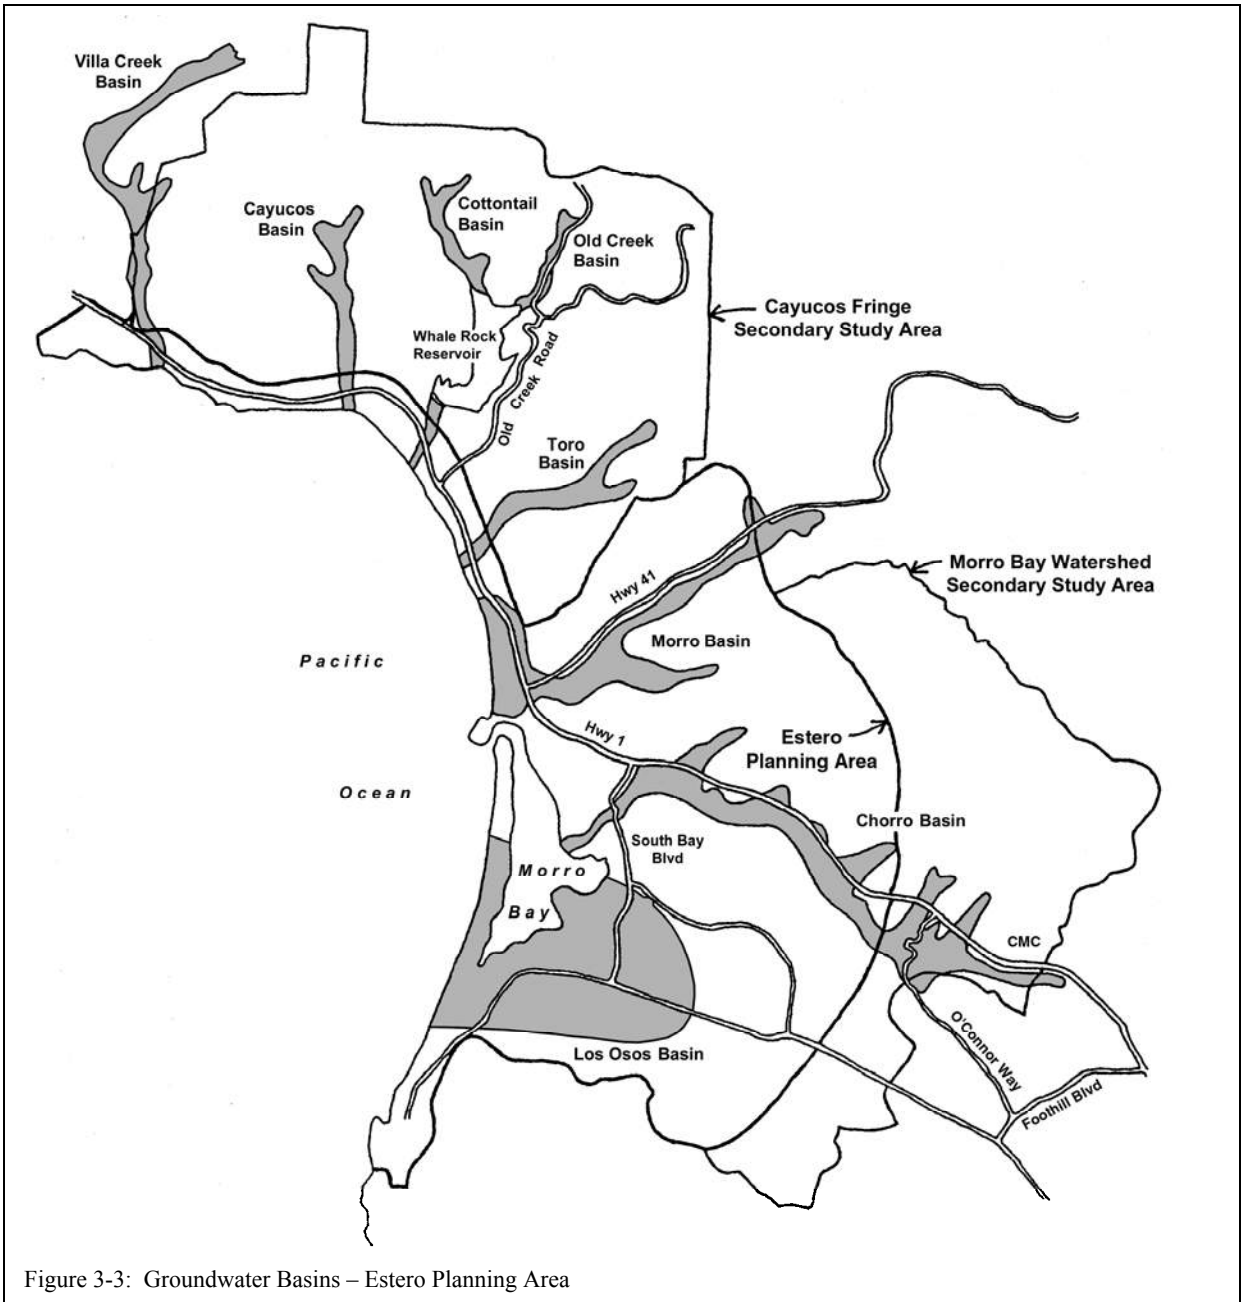 Villa Creek
Basin
Cayucos
Basin
Cottontail
Basin
Old Creek
Basin
Cayucos Fringe
Secondary Study Area
Whale Rock
Reservoir
Old Creek Road
Toro
Basin
Hwy 41
Morro Bay Watershed
Secondary Study Area
Morro Basin
Pacific
Ocean
Hwy 1
Estero
Planning Area
Chorro Basin
South Bay
Blvd
Morro
Bay
CMC
O'Connor Way
Los Osos Basin
Foothill Blvd
Figure 3-3: Groundwater Basins – Estero Planning Area